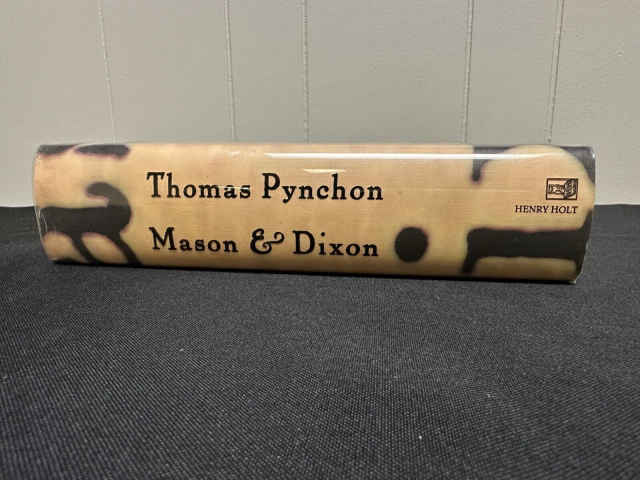 Thomas Pynchon
Mason & Dixon
HENRY HOLT